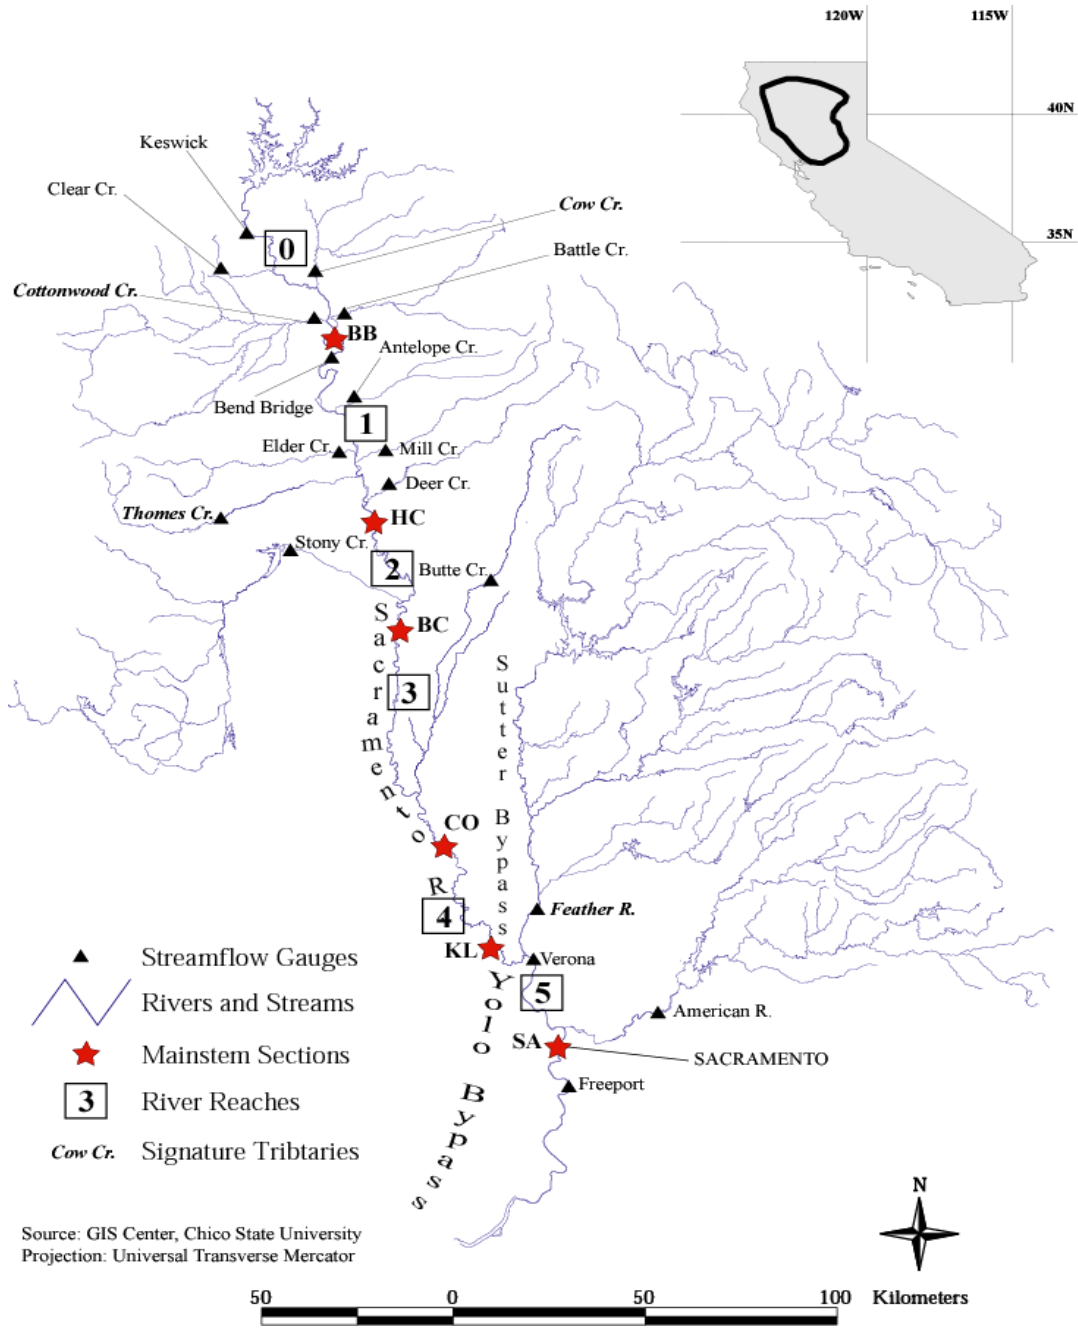 120W
115W
40N
35N
Keswick
Clear Cr.
Cow Cr.
0
Battle Cr.
Cottonwood Cr.
BB
Antelope Cr.
Bend Bridge
1
Elder Cr.
Mill Cr.
Deer Cr.
Thomes Cr.
HC
Stony Cr.
2
Butte Cr.
BC
3
Sacramento R
Sutter Bypass
CO
4
Feather R.
KL
Verona
5
American R.
SA
SACRAMENTO
Freeport
Yolo Bypass
Streamflow Gauges
Rivers and Streams
Mainstem Sections
3 River Reaches
Cow Cr. Signature Tribtaries
N
Source: GIS Center, Chico State University
Projection: Universal Transverse Mercator
50 0 50 100 Kilometers